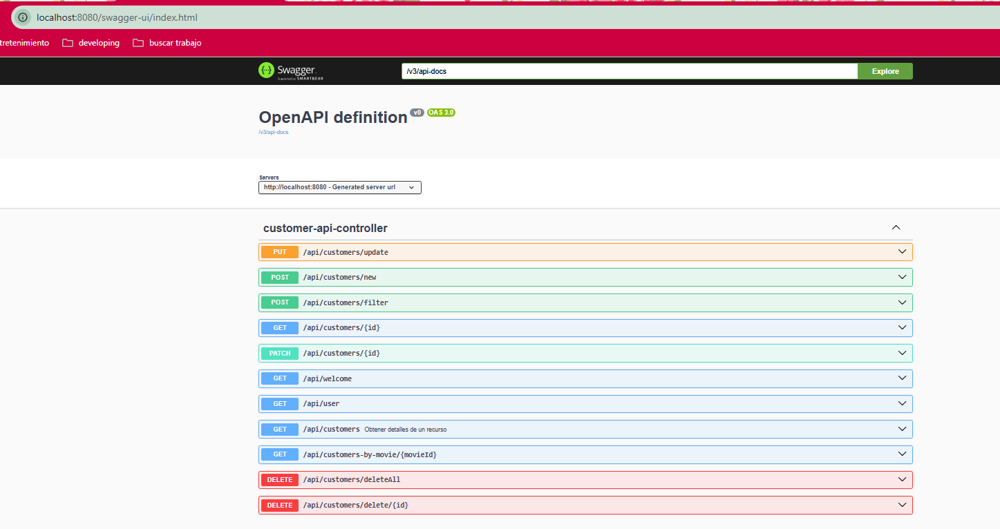 localhost:8080/swagger-ui/index.html
tretenimiento developing buscar trabajo
{...} Swagger. Supported by SMARTBEAR /v3/api-docs Explore
OpenAPI definition v0 OAS 3.0
/v3/api-docs
Servers
http://localhost:8080 - Generated server url
customer-api-controller
PUT /api/customers/update
POST /api/customers/new
POST /api/customers/filter
GET /api/customers/{id}
PATCH /api/customers/{id}
GET /api/welcome
GET /api/user
GET /api/customers Obtener detalles de un recurso
GET /api/customers-by-movie/{movieId}
DELETE /api/customers/deleteAll
DELETE /api/customers/delete/{id}